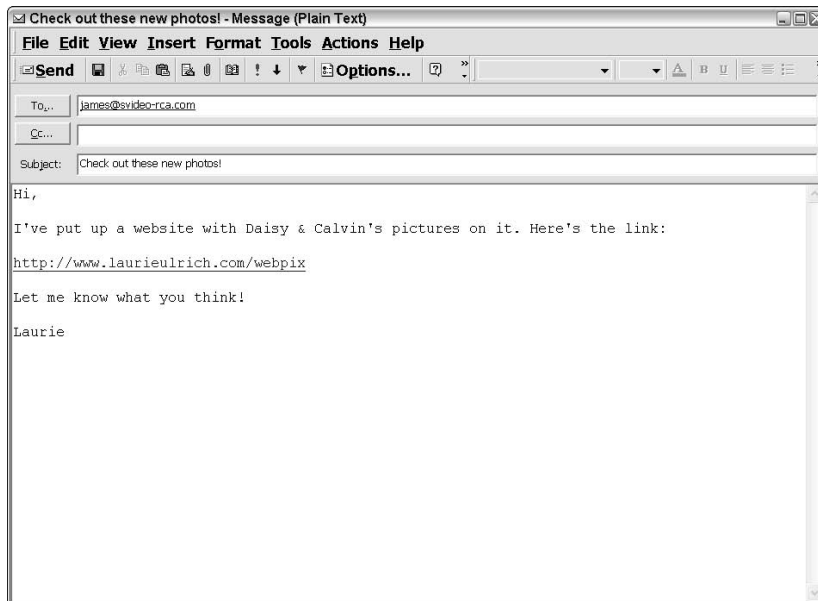 Check out these new photos! - Message (Plain Text)
File Edit View Insert Format Tools Actions Help
Send ! Options... ? » A B U
To... james@svideo-rca.com
Cc...
Subject: Check out these new photos!
Hi,
I've put up a website with Daisy & Calvin's pictures on it. Here's the link:
http://www.laurieulrich.com/webpix
Let me know what you think!
Laurie